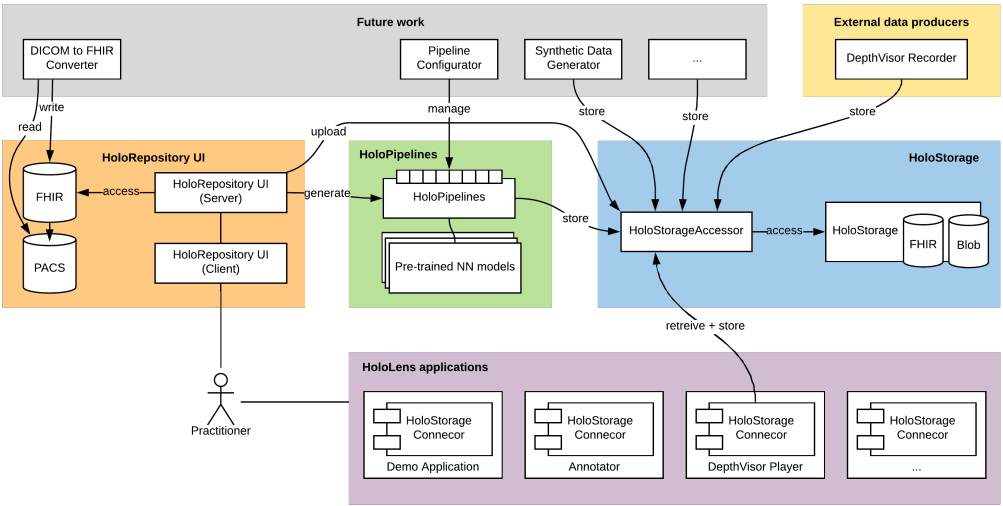 Future work
External data producers
DICOM to FHIR
Converter
Pipeline
Configurator
Synthetic Data
Generator
...
DepthVisor Recorder
write
read
manage
store
store
store
upload
HoloRepository UI
HoloPipelines
HoloStorage
FHIR
access
HoloRepository UI
(Server)
generate
HoloPipelines
store
HoloStorageAccessor
access
HoloStorage
FHIR
Blob
PACS
HoloRepository UI
(Client)
Pre-trained NN models
retreive + store
HoloLens applications
Practitioner
HoloStorage
Connecor
Demo Application
HoloStorage
Connecor
Annotator
HoloStorage
Connecor
DepthVisor Player
HoloStorage
Connecor
...